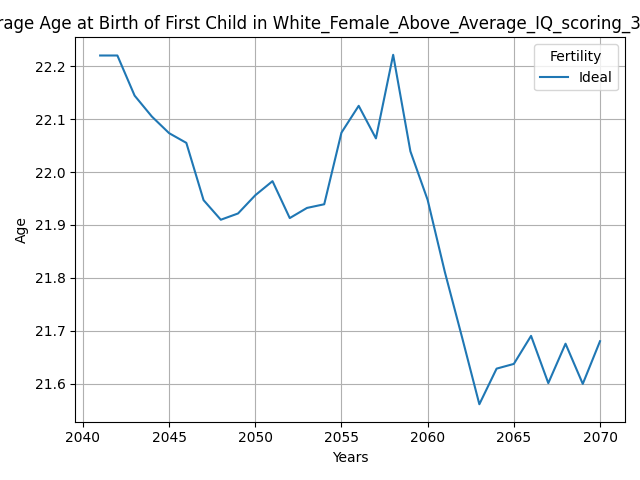 rage Age at Birth of First Child in White_Female_Above_Average_IQ_scoring_3
Fertility
Ideal
22.2
22.1
22.0
21.9
21.8
21.7
21.6
Age
2040 2045 2050 2055 2060 2065 2070
Years